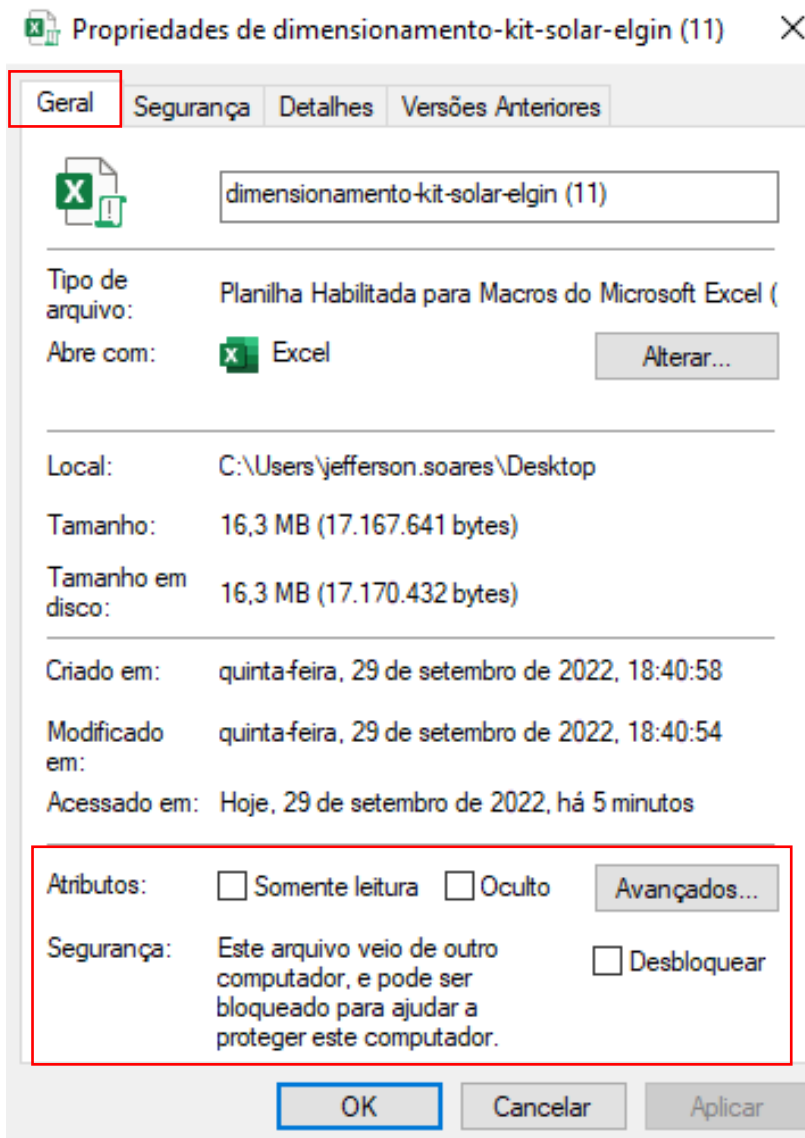 Propriedades de dimensionamento-kit-solar-elgin (11)
Geral Segurança Detalhes Versões Anteriores
dimensionamento-kit-solar-elgin (11)
Tipo de
arquivo:
Planilha Habilitada para Macros do Microsoft Excel (
Abre com: Excel Alterar...
Local: C:\Users\jefferson.soares\Desktop
Tamanho: 16,3 MB (17.167.641 bytes)
Tamanho em
disco:
16,3 MB (17.170.432 bytes)
Criado em: quinta-feira, 29 de setembro de 2022, 18:40:58
Modificado
em:
quinta-feira, 29 de setembro de 2022, 18:40:54
Acessado em: Hoje, 29 de setembro de 2022, há 5 minutos
Atributos: Somente leitura Oculto Avançados...
Segurança: Este arquivo veio de outro
computador, e pode ser
bloqueado para ajudar a
proteger este computador.
Desbloquear
OK Cancelar Aplicar